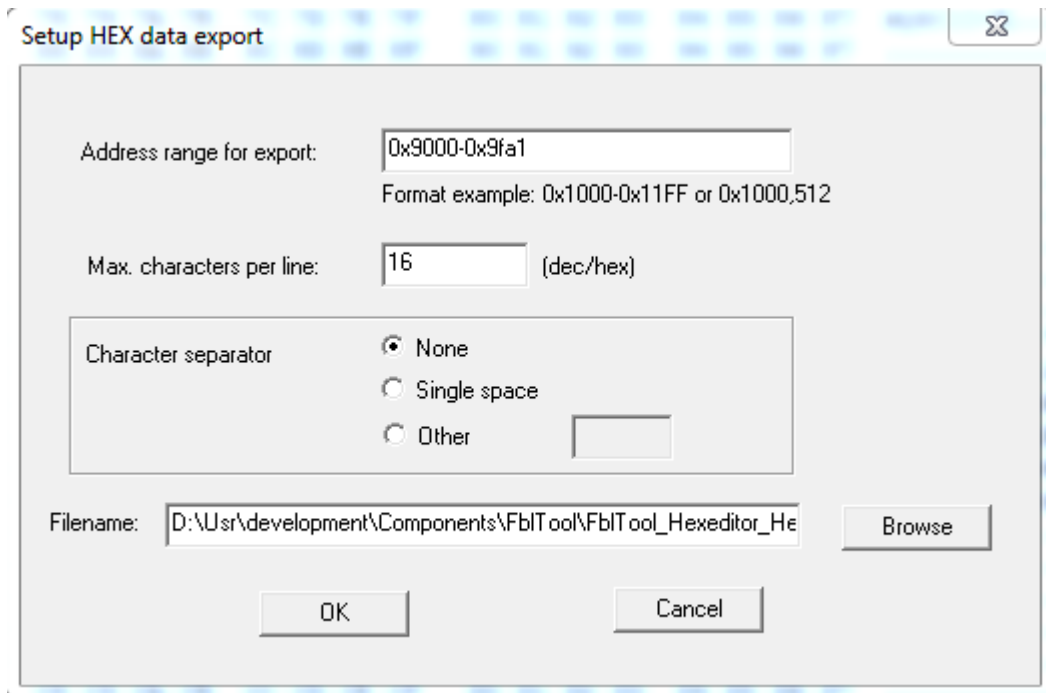 Setup HEX data export
Address range for export: 0x9000-0x9fa1
Format example: 0x1000-0x11FF or 0x1000,512
Max. characters per line: 16 (dec/hex)
Character separator
None
Single space
Other
Filename: D:\Usr\development\Components\FblTool\FblTool_Hexeditor_He
Browse
OK Cancel